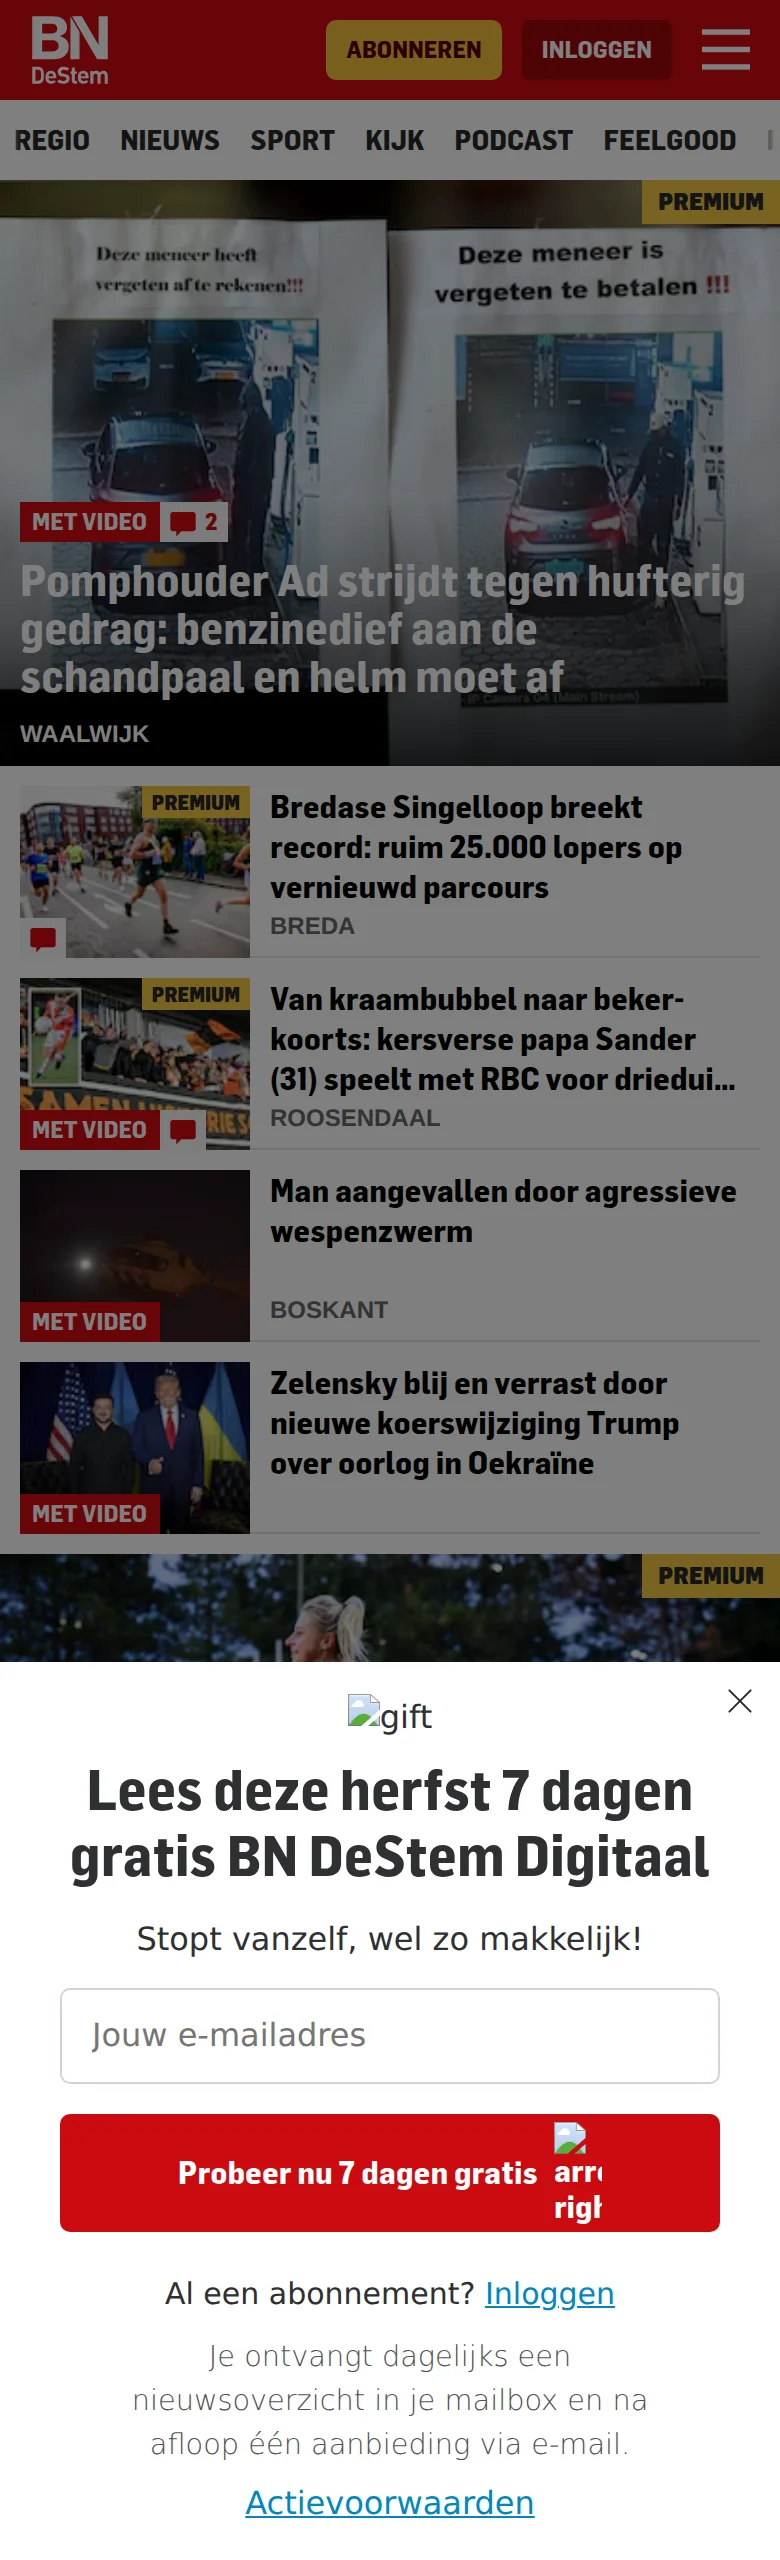 BN
DeStem
ABONNEREN
INLOGGEN
REGIO NIEUWS SPORT KIJK PODCAST FEELGOOD
PREMIUM
Deze meneer heeft
vergeten af te rekenen!!!
Deze meneer is
vergeten te betalen !!!
IP Camera 04 (Main Stream)
MET VIDEO 2
Pomphouder Ad strijdt tegen hufterig
gedrag: benzinedief aan de
schandpaal en helm moet af
WAALWIJK
PREMIUM
Bredase Singelloop breekt
record: ruim 25.000 lopers op
vernieuwd parcours
BREDA
PREMIUM
SAMEN
MET VIDEO
Van kraambubbel naar beker-
koorts: kersverse papa Sander
(31) speelt met RBC voor driedui...
ROOSENDAAL
MET VIDEO
Man aangevallen door agressieve
wespenzwerm
BOSKANT
MET VIDEO
Zelensky blij en verrast door
nieuwe koerswijziging Trump
over oorlog in Oekraïne
PREMIUM
gift
Lees deze herfst 7 dagen
gratis BN DeStem Digitaal
Stopt vanzelf, wel zo makkelijk!
Jouw e-mailadres
Probeer nu 7 dagen gratis
Al een abonnement? Inloggen
Je ontvangt dagelijks een
nieuwsoverzicht in je mailbox en na
afloop één aanbieding via e-mail.
Actievoorwaarden